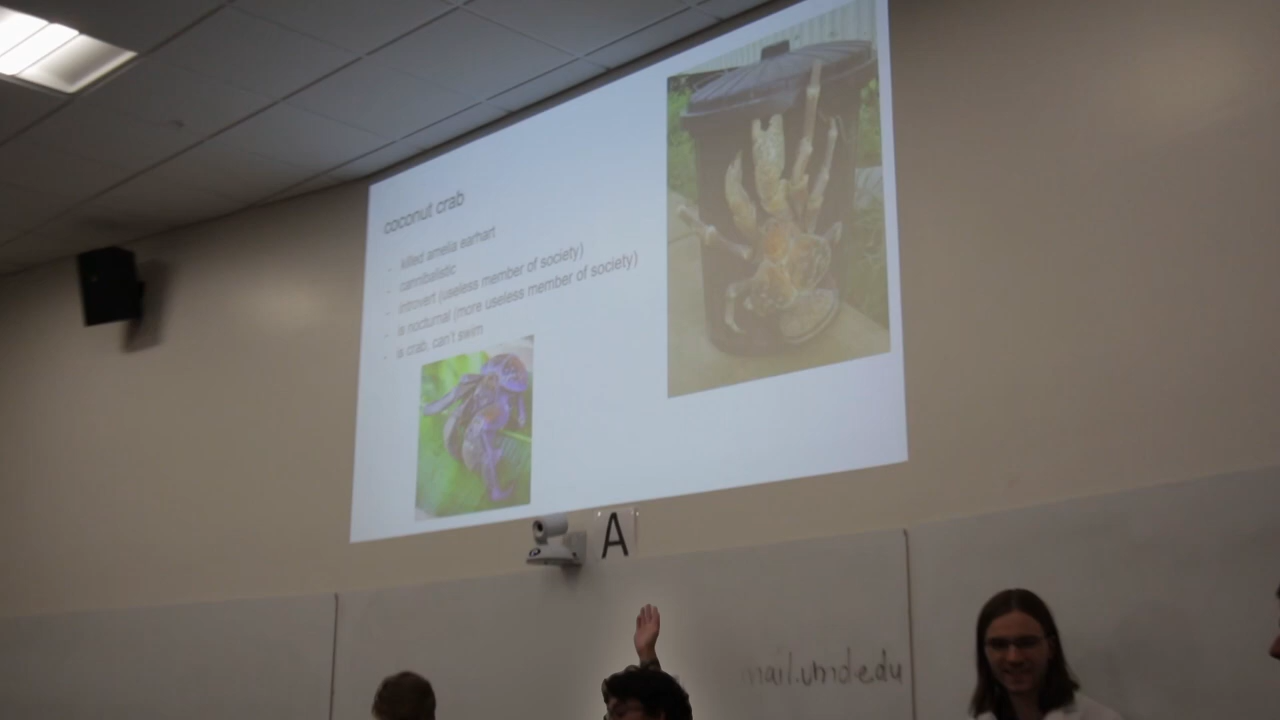 coconut crab
- killed amelia earhart
- cannibalistic
- introvert (useless member of society)
- is nocturnal (more useless member of society)
- is crab, can't swim
A
mail.umd.edu